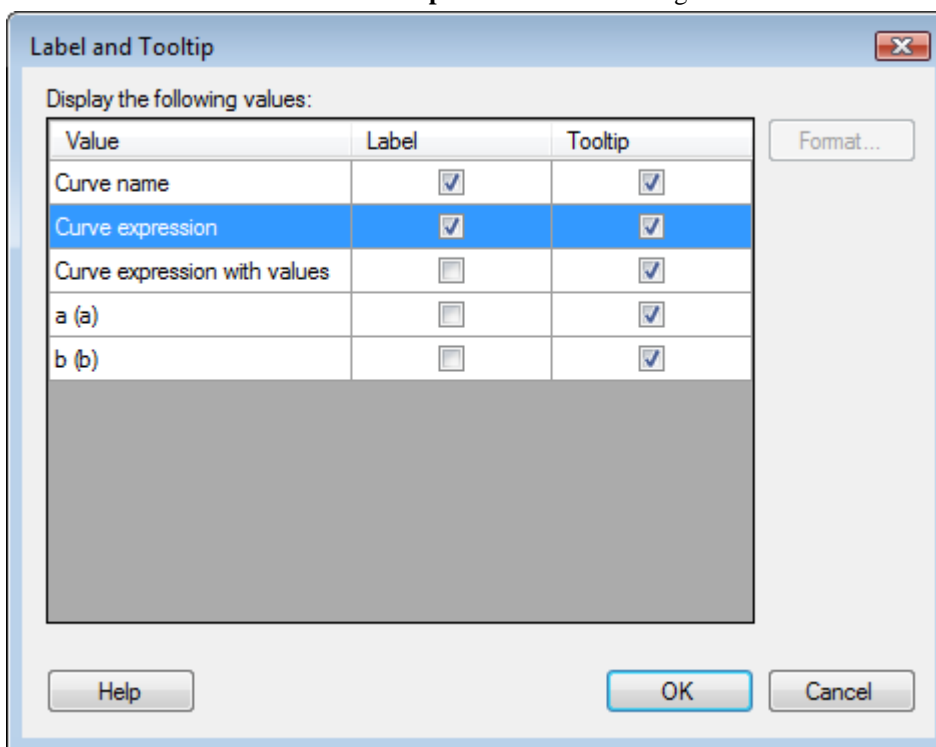 Label and Tooltip
Display the following values:
Value Label Tooltip
Format...
Curve name
Curve expression
Curve expression with values
a (a)
b (b)
Help OK Cancel